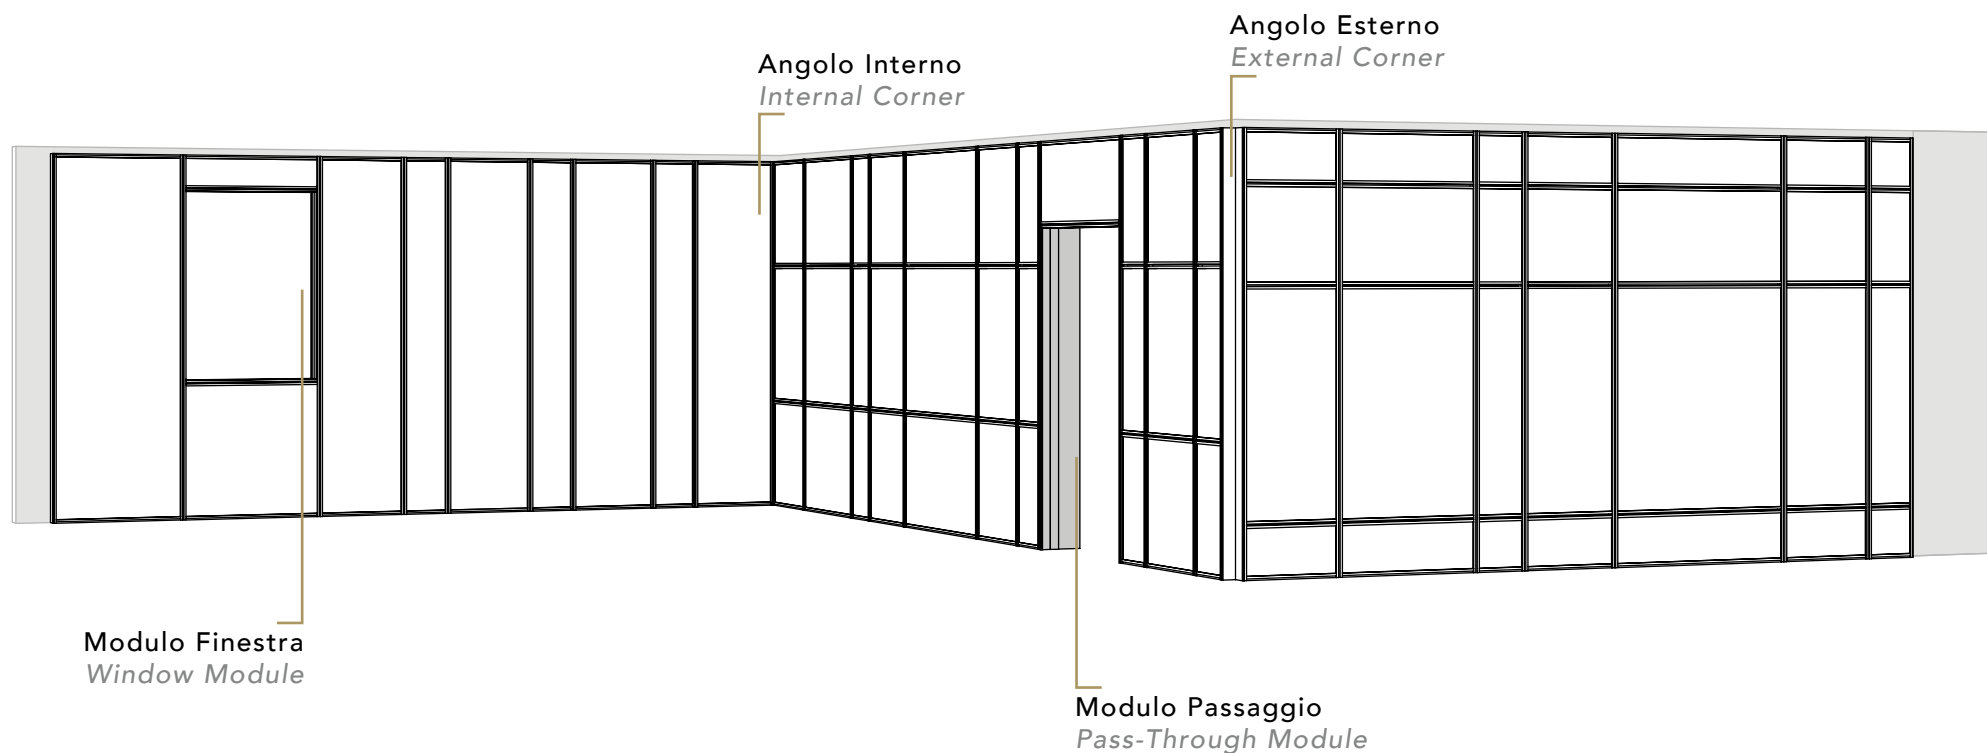 Angolo Esterno
External Corner
Angolo Interno
Internal Corner
Modulo Finestra
Window Module
Modulo Passaggio
Pass-Through Module